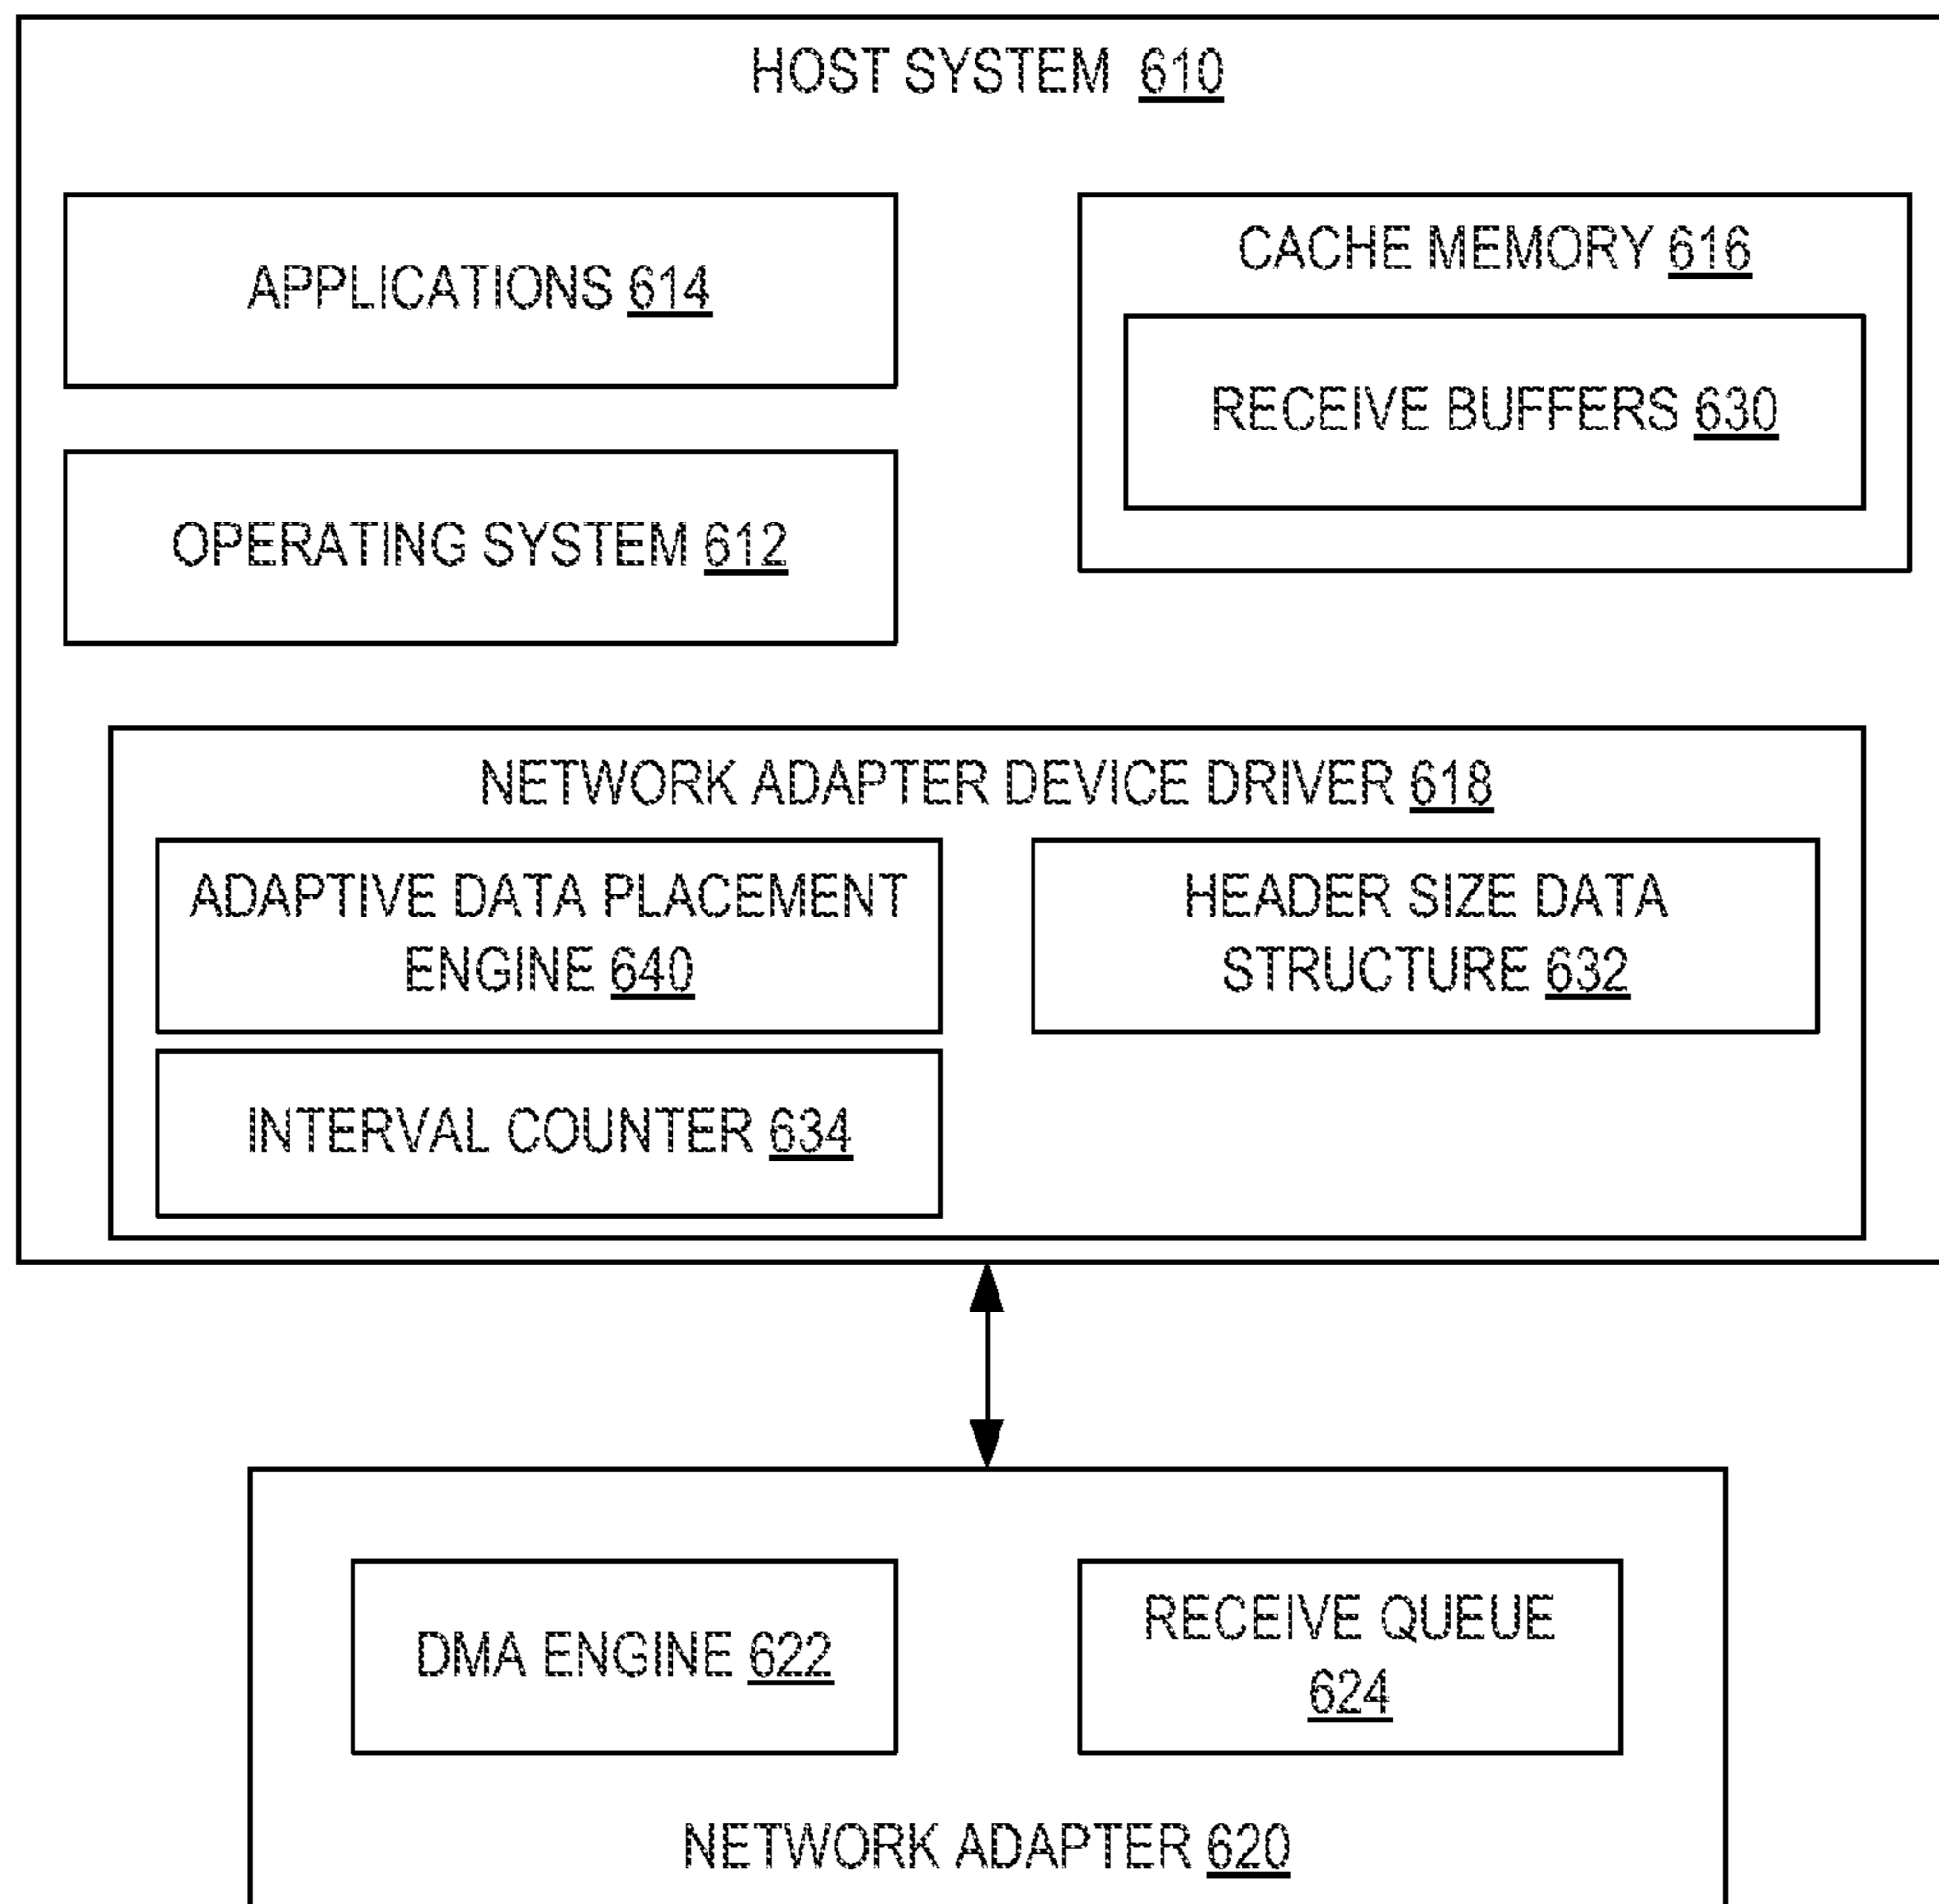 HOST SYSTEM 610
APPLICATIONS 614
CACHE MEMORY 616
RECEIVE BUFFERS 630
OPERATING SYSTEM 612
NETWORK ADAPTER DEVICE DRIVER 618
ADAPTIVE DATA PLACEMENT
ENGINE 640
HEADER SIZE DATA
STRUCTURE 632
INTERVAL COUNTER 634
DMA ENGINE 622
RECEIVE QUEUE
624
NETWORK ADAPTER 620